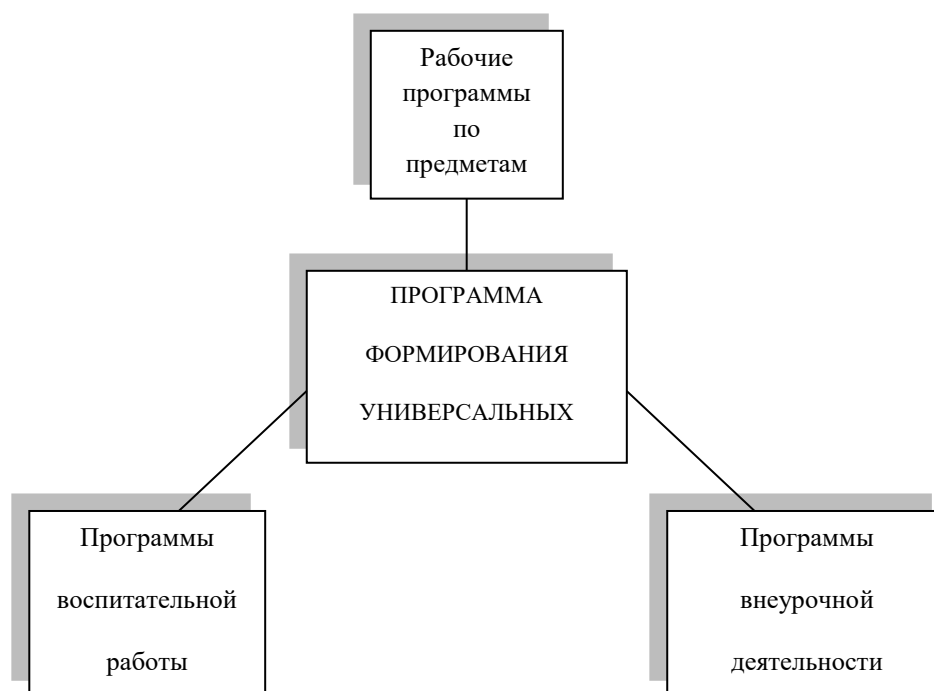 Рабочие
программы
по
предметам
ПРОГРАММА
ФОРМИРОВАНИЯ
УНИВЕРСАЛЬНЫХ
Программы
воспитательной
работы
Программы
внеурочной
деятельности